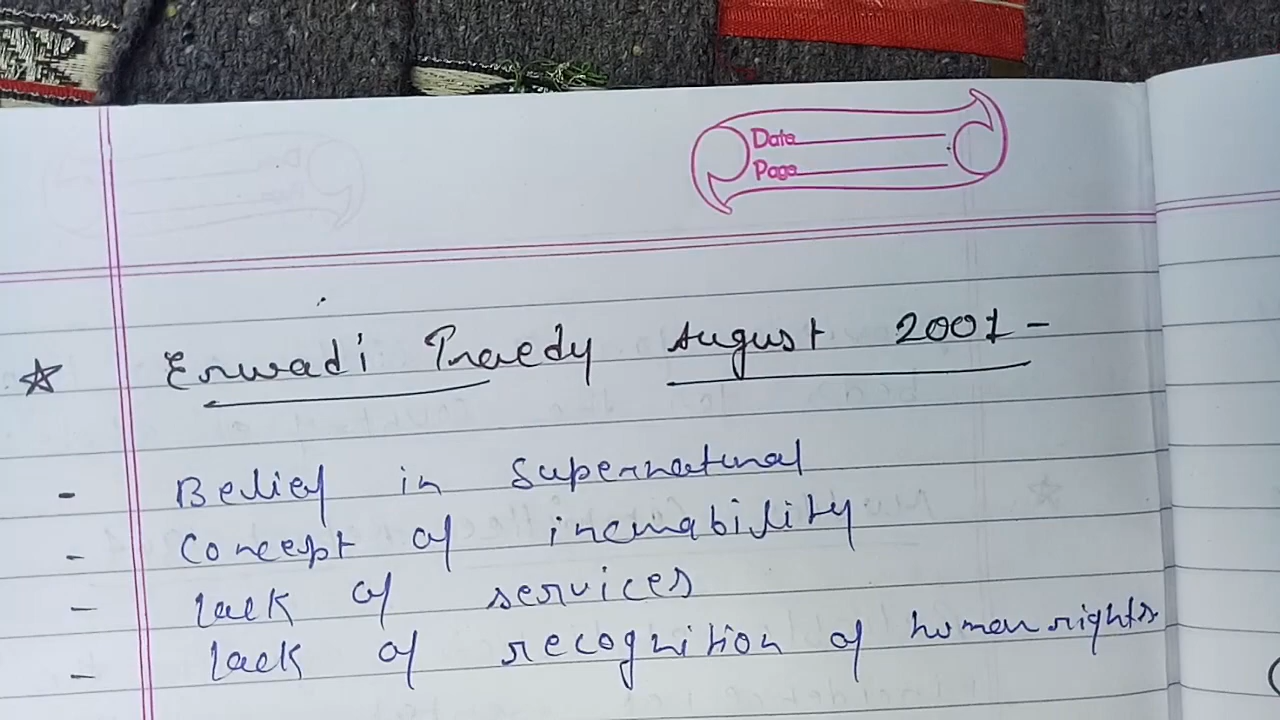 Date
Page
Erwadi Traedy August 2001 -
- Belief in Supernatural
- Concept of incurability
- lack of services
- lack of recognition of human rights